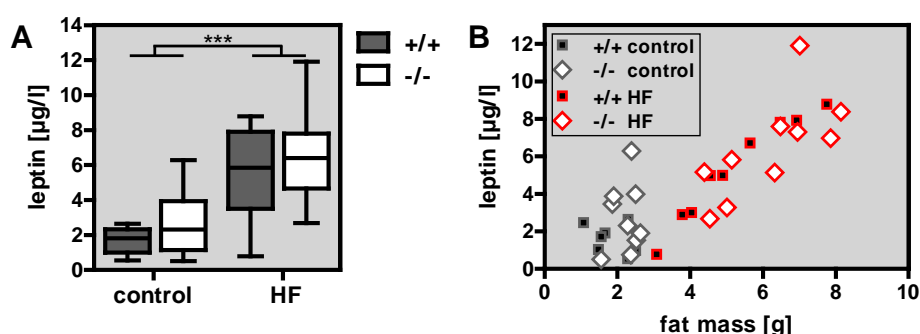 A
leptin [µg/l]
14
12
10
8
6
4
2
0
***
control HF
+/+
-/-
B
leptin [µg/l]
12
10
8
6
4
2
0
+/+ control
-/- control
+/+ HF
-/- HF
0 2 4 6 8 10
fat mass [g]